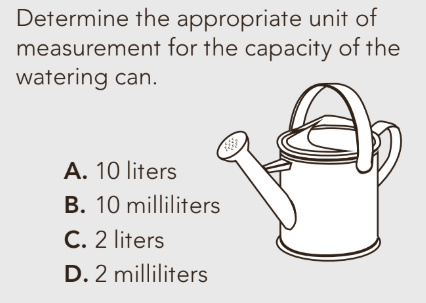 Determine the appropriate unit of
measurement for the capacity of the
watering can.
A. 10 liters
B. 10 milliliters
C. 2 liters
D. 2 milliliters